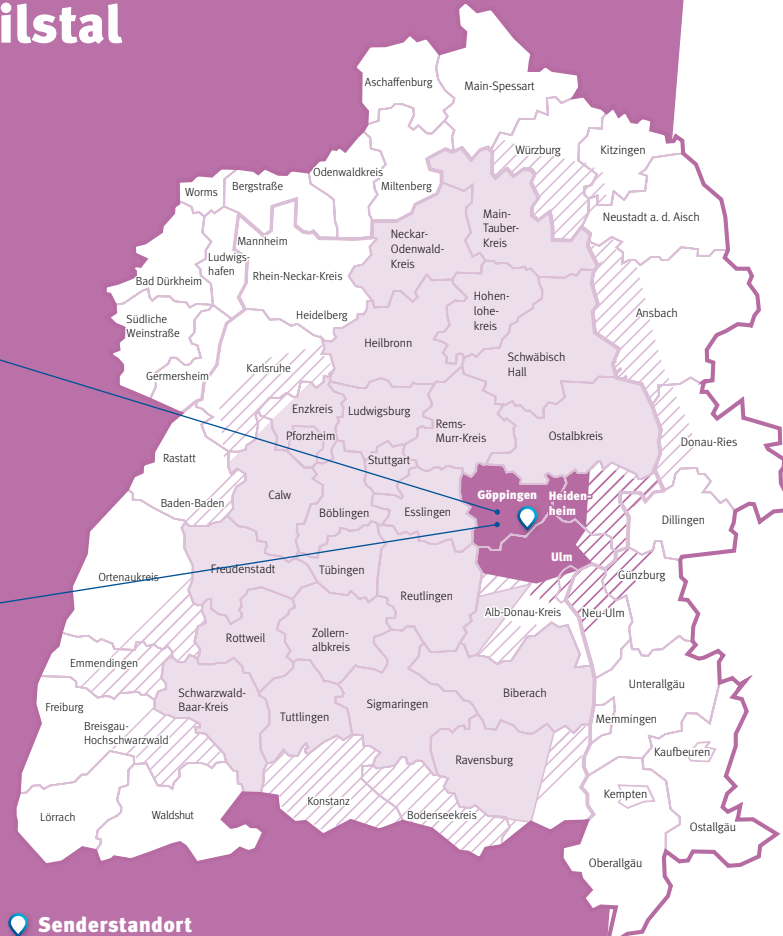 ilstal
Aschaffenburg
Main-Spessart
Würzburg
Kitzingen
Odenwaldkreis
Miltenberg
Bergstraße
Worms
Neustadt a. d. Aisch
Main-
Tauber-
Kreis
Neckar-
Odenwald-
Kreis
Mannheim
Ludwigs-
hafen
Rhein-Neckar-Kreis
Bad Dürkheim
Hohen-
lohe-
kreis
Ansbach
Heidelberg
Südliche
Weinstraße
Heilbronn
Schwäbisch
Hall
Karlsruhe
Germersheim
Enzkreis
Ludwigsburg
Pforzheim
Rems-
Murr-Kreis
Ostalbkreis
Donau-Ries
Rastatt
Stuttgart
Baden-Baden
Calw
Böblingen
Esslingen
Göppingen
Heiden-
heim
Dillingen
Ulm
Ortenaukreis
Freudenstadt
Tübingen
Günzburg
Reutlingen
Alb-Donau-Kreis
Neu-Ulm
Rottweil
Zollern-
albkreis
Emmendingen
Unterallgäu
Schwarzwald-
Baar-Kreis
Biberach
Freiburg
Tuttlingen
Sigmaringen
Memmingen
Breisgau-
Hochschwarzwald
Kaufbeuren
Ravensburg
Kempten
Konstanz
Lörrach
Waldshut
Bodenseekreis
Ostallgäu
Oberallgäu
Senderstandort